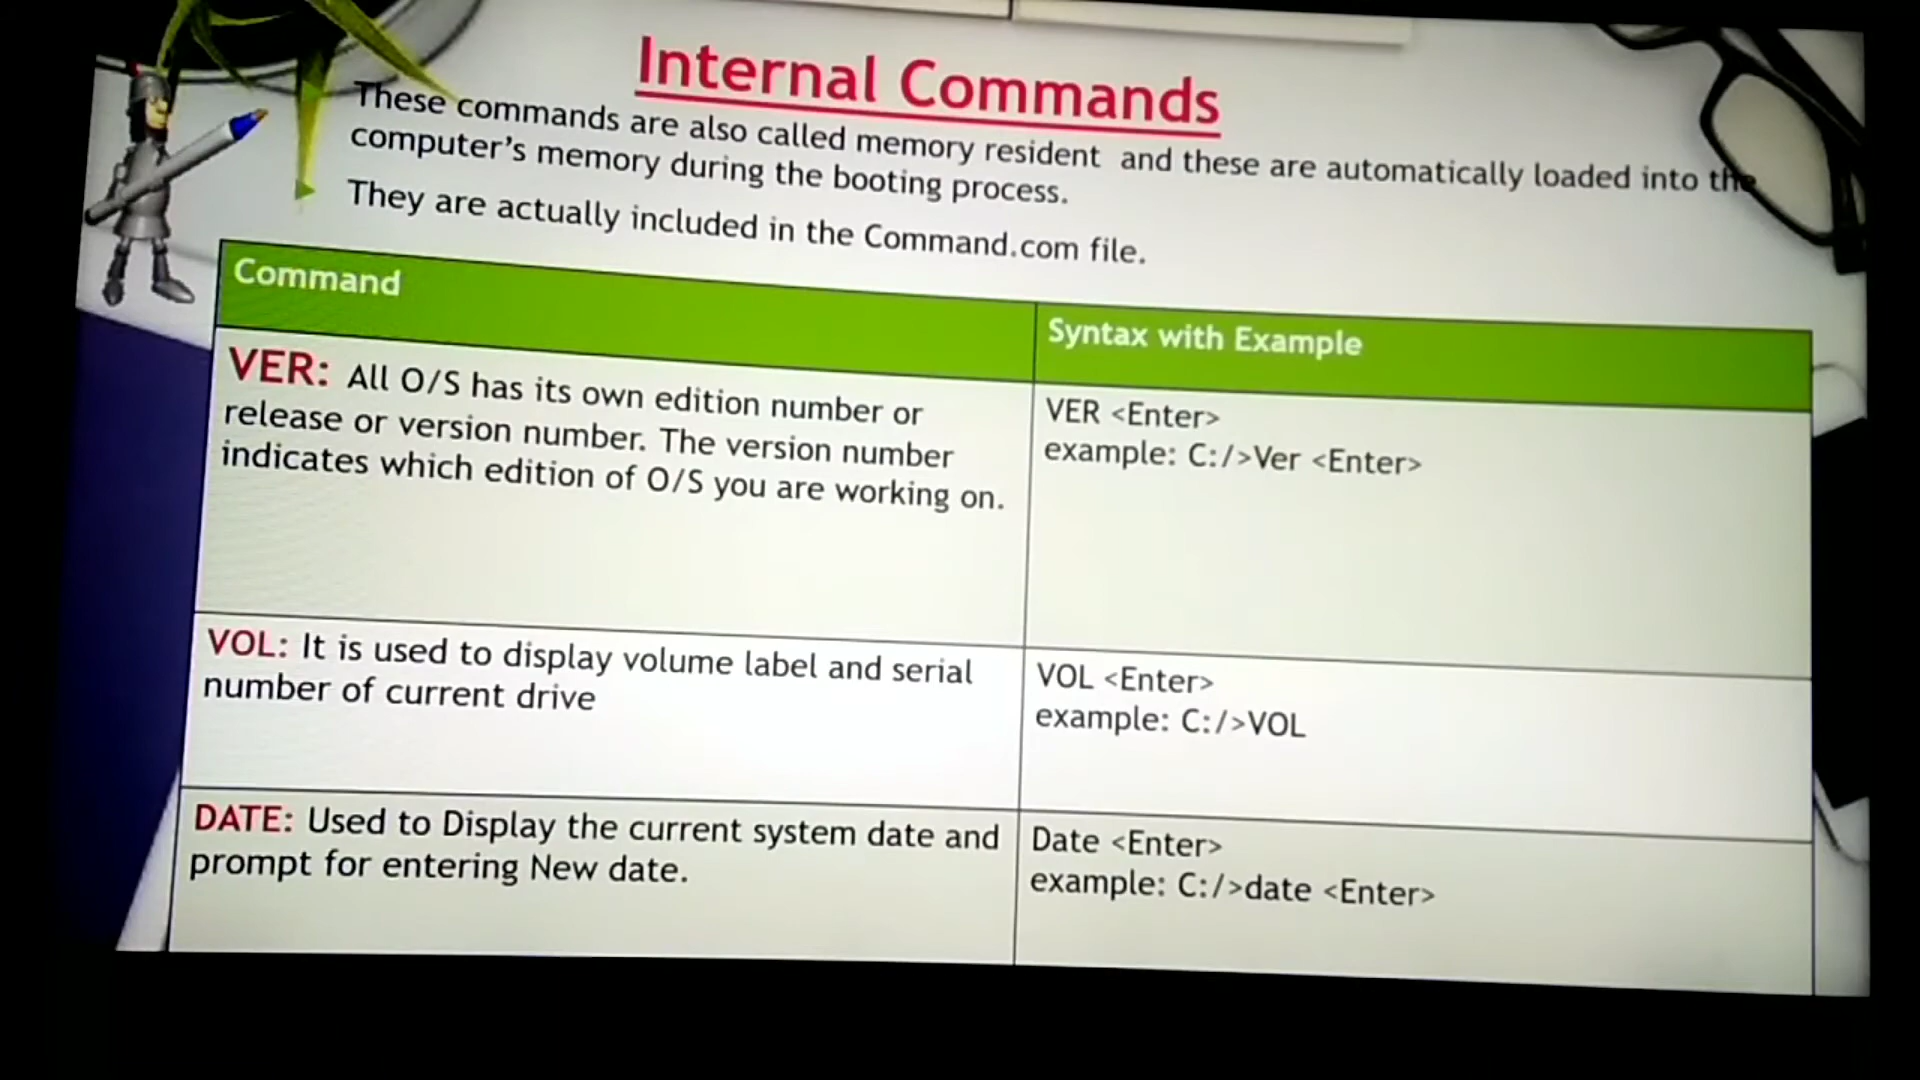 Internal Commands
These commands are also called memory resident and these are automatically loaded into the
computer's memory during the booting process.
They are actually included in the Command.com file.
Command
Syntax with Example
VER: All O/S has its own edition number or
release or version number. The version number
indicates which edition of O/S you are working on.
VER <Enter>
example: C:/>Ver <Enter>
VOL: It is used to display volume label and serial
number of current drive
VOL <Enter>
example: C:/>VOL
DATE: Used to Display the current system date and
prompt for entering New date.
Date <Enter>
example: C:/>date <Enter>